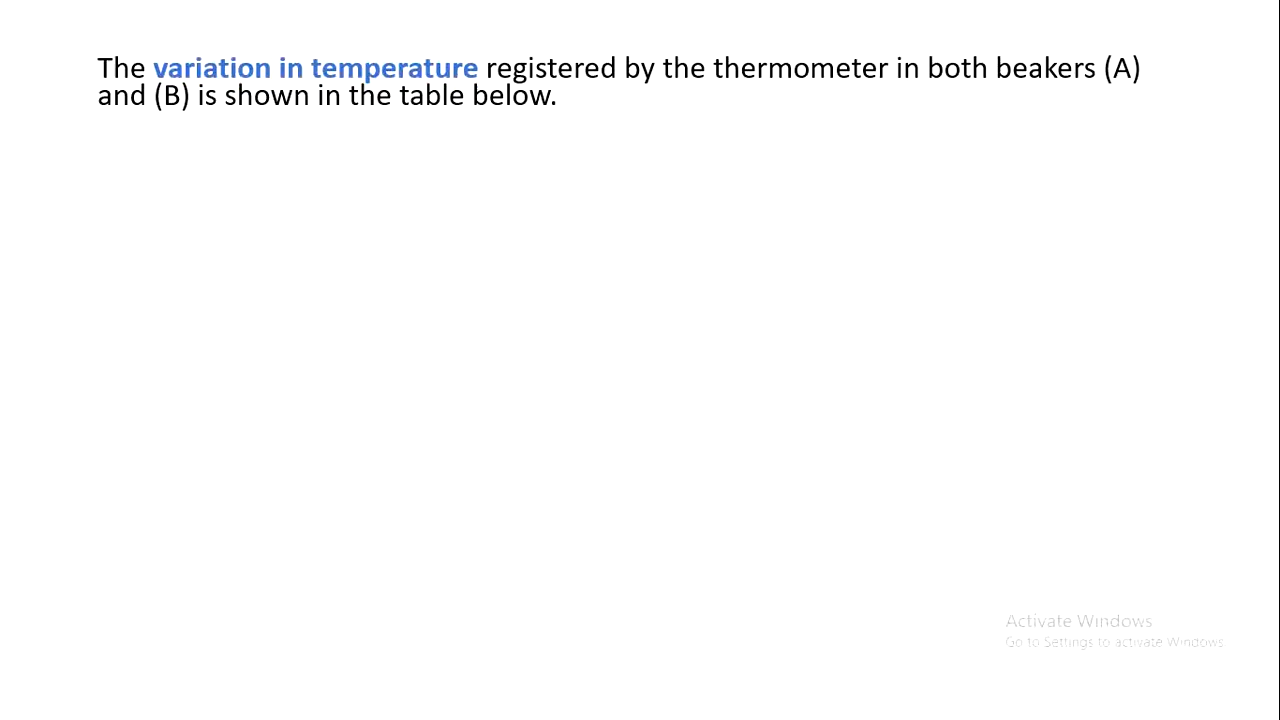 The variation in temperature registered by the thermometer in both beakers (A)
and (B) is shown in the table below.
Activate Windows
Go to Settings to activate Windows